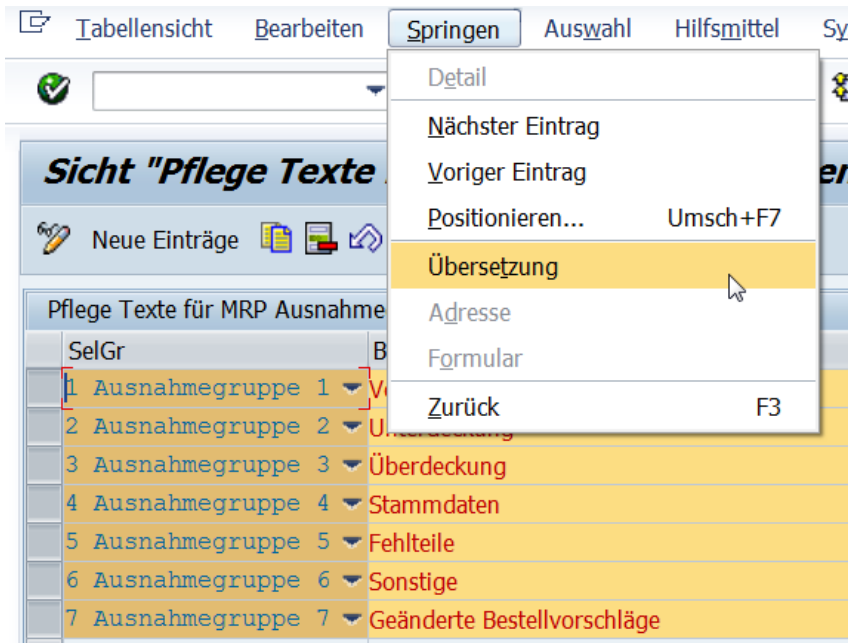 Tabellensicht Bearbeiten Springen Auswahl Hilfsmittel
Detail
Nächster Eintrag
Voriger Eintrag
Positionieren... Umsch+F7
Übersetzung
Adresse
Formular
Zurück F3
Sicht "Pflege Texte
Neue Einträge
Pflege Texte für MRP Ausnahme
SelGr
1 Ausnahmegruppe 1
2 Ausnahmegruppe 2 Unterdeckung
3 Ausnahmegruppe 3 Überdeckung
4 Ausnahmegruppe 4 Stammdaten
5 Ausnahmegruppe 5 Fehlteile
6 Ausnahmegruppe 6 Sonstige
7 Ausnahmegruppe 7 Geänderte Bestellvorschläge